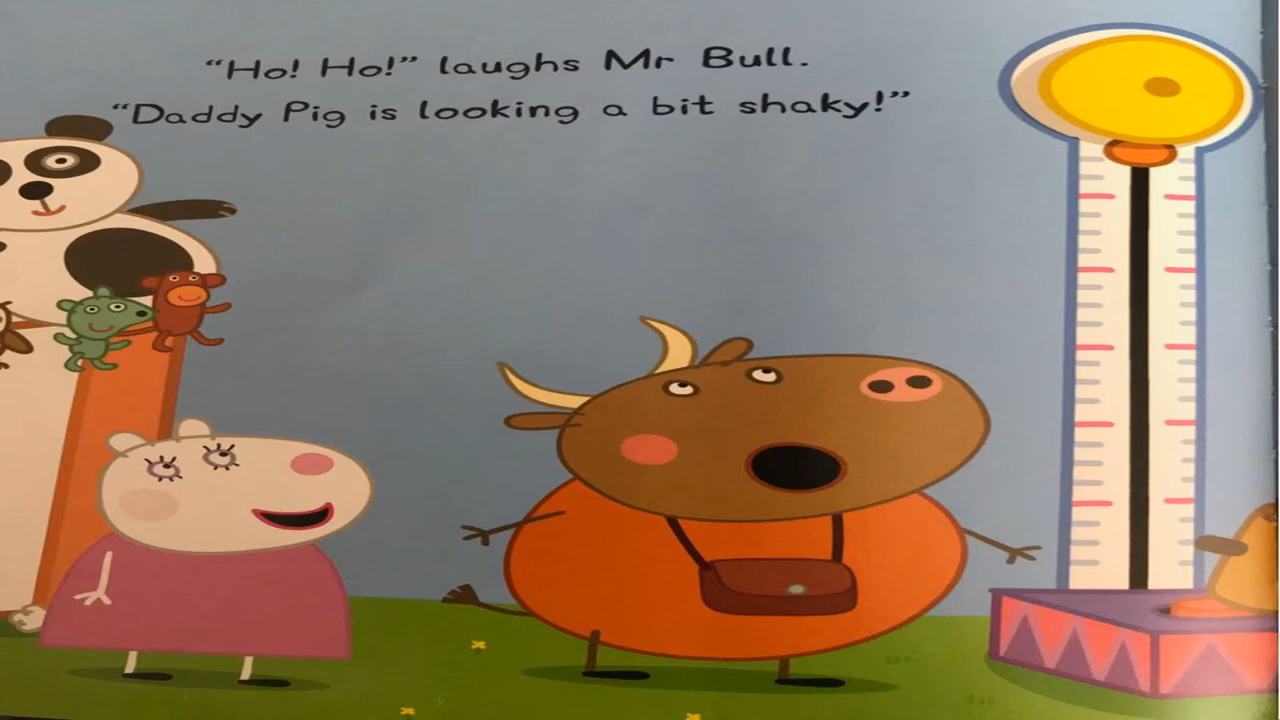 “Ho! Ho!” laughs Mr Bull.
“Daddy Pig is looking a bit shaky!”